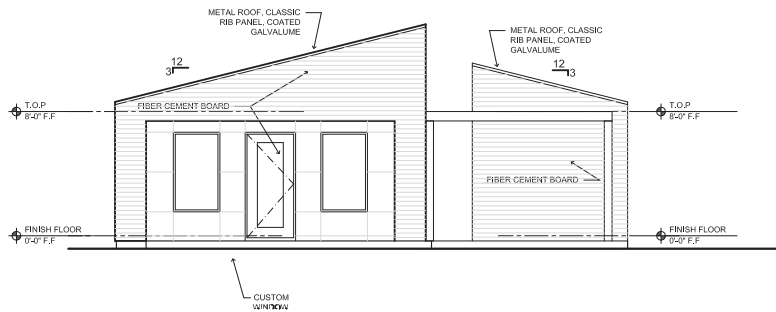 METAL ROOF, CLASSIC
RIB PANEL, COATED
GALVALUME
METAL ROOF, CLASSIC
RIB PANEL, COATED
GALVALUME
12
3
12
3
T.O.P
8'-0" F.F
FIBER CEMENT BOARD
T.O.P
8'-0" F.F
FIBER CEMENT BOARD
FINISH FLOOR
0'-0" F.F
FINISH FLOOR
0'-0" F.F
CUSTOM